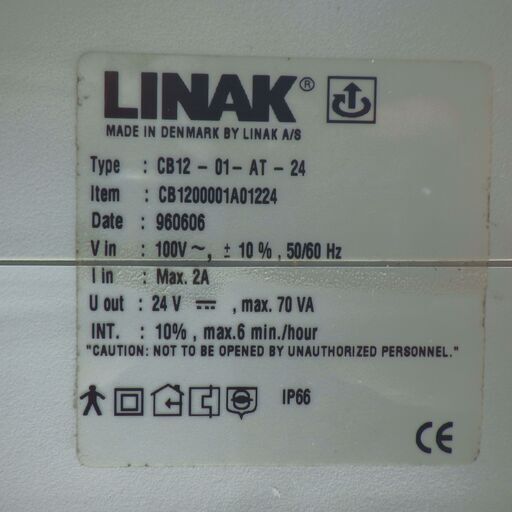 LINAK®
MADE IN DENMARK BY LINAK A/S
Type : CB12 - 01- AT - 24
Item : CB1200001A01224
Date : 960606
V in : 100V ~, ± 10 % , 50/60 Hz
I in : Max. 2A
U out : 24 V ⎓ , max. 70 VA
INT. : 10% , max.6 min./hour
"CAUTION: NOT TO BE OPENED BY UNAUTHORIZED PERSONNEL."
IP66
CE